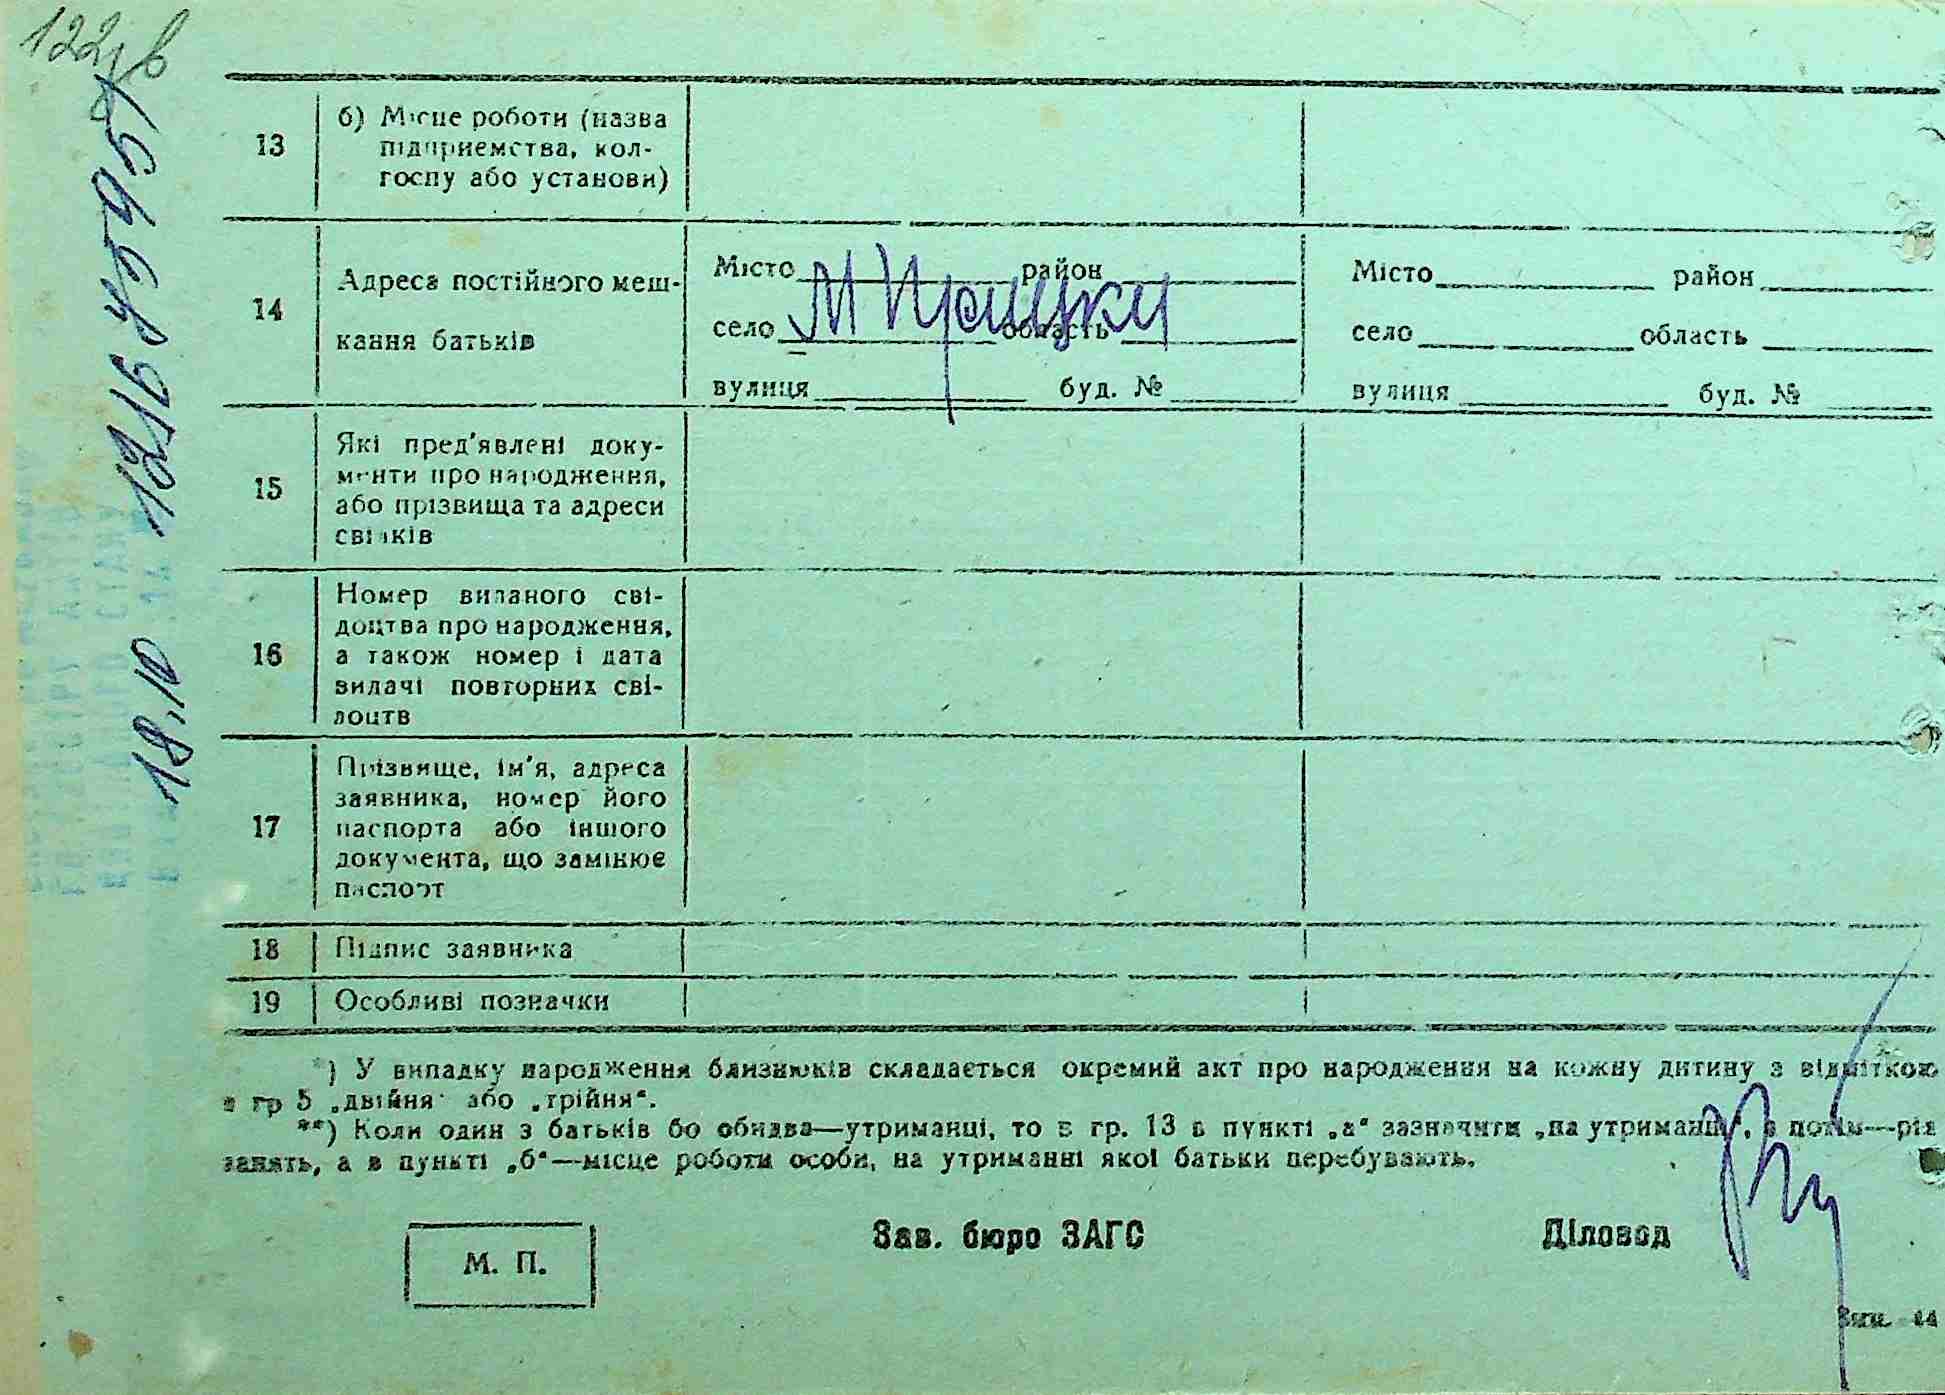 122зв
18,10
13
б) Місце роботи (назва
підприємства, кол-
госпу або установи)
14
Адреса постійного меш-
кання батьків
Місто район
село область
вулиця буд. №
Місто район
село область
вулиця буд. №
15
Які пред'явлені доку-
менти про народження,
або прізвища та адреси
свідків
16
Номер виданого сві-
доцтва про народження,
а також номер і дата
видачі повторних сві-
доцтв
17
Прізвище, ім'я, адреса
заявника, номер його
паспорта або іншого
документа, що замінює
паспорт
18 Підпис заявника
19 Особливі позначки
*) У випадку народження близнюків складається окремий акт про народження на кожну дитину з відміткою
в гр 5 „двійня" або „трійня".
**) Коли один з батьків бо обидва—утриманці, то в гр. 13 в пункті „а" зазначити „на утриманні", а потім—рід
занять, а в пункті „б"—місце роботи особи, на утриманні якої батьки перебувають.
М. П.
Зав. бюро ЗАГС
Діловод